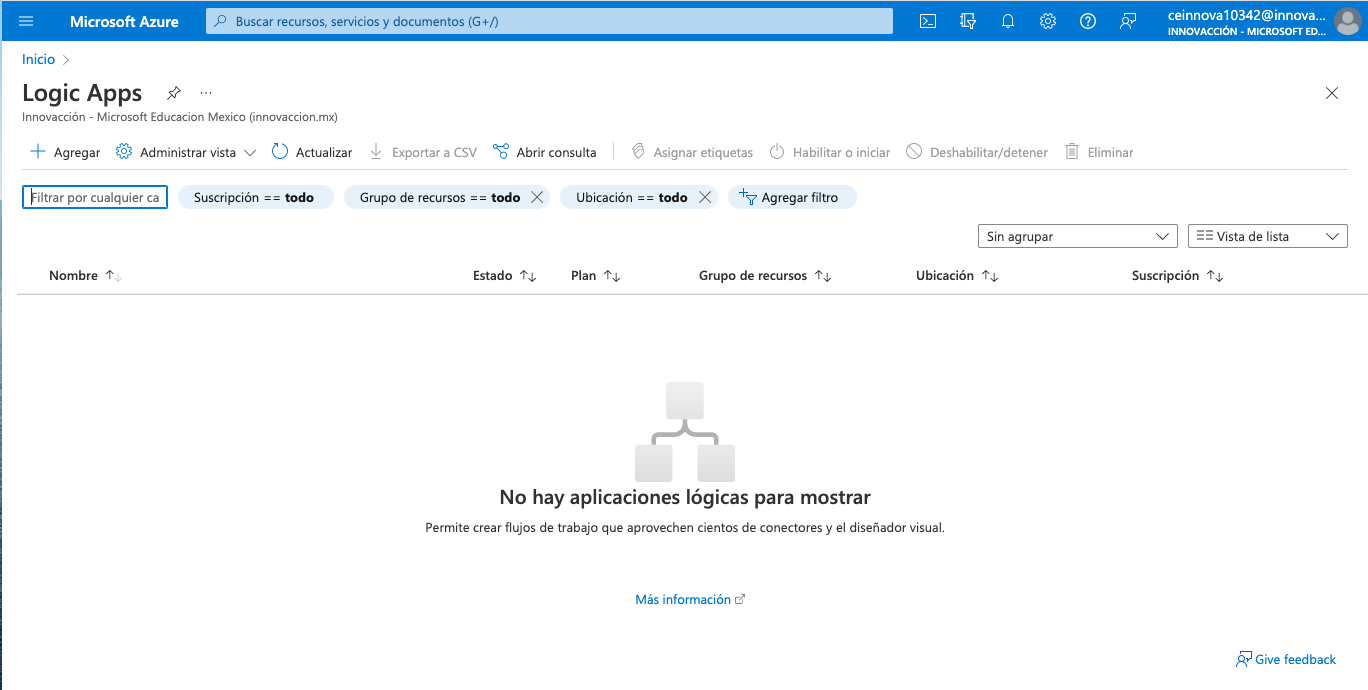 Microsoft Azure
Buscar recursos, servicios y documentos (G+/)
ceinnova10342@innova...
INNOVACCIÓN - MICROSOFT ED...
Inicio
Logic Apps
Innovacción - Microsoft Educacion Mexico (innovaccion.mx)
Agregar Administrar vista Actualizar Exportar a CSV Abrir consulta Asignar etiquetas Habilitar o iniciar Deshabilitar/detener Eliminar
Filtrar por cualquier ca Suscripción == todo Grupo de recursos == todo Ubicación == todo Agregar filtro
Sin agrupar Vista de lista
Nombre Estado Plan Grupo de recursos Ubicación Suscripción
No hay aplicaciones lógicas para mostrar
Permite crear flujos de trabajo que aprovechen cientos de conectores y el diseñador visual.
Más información
Give feedback